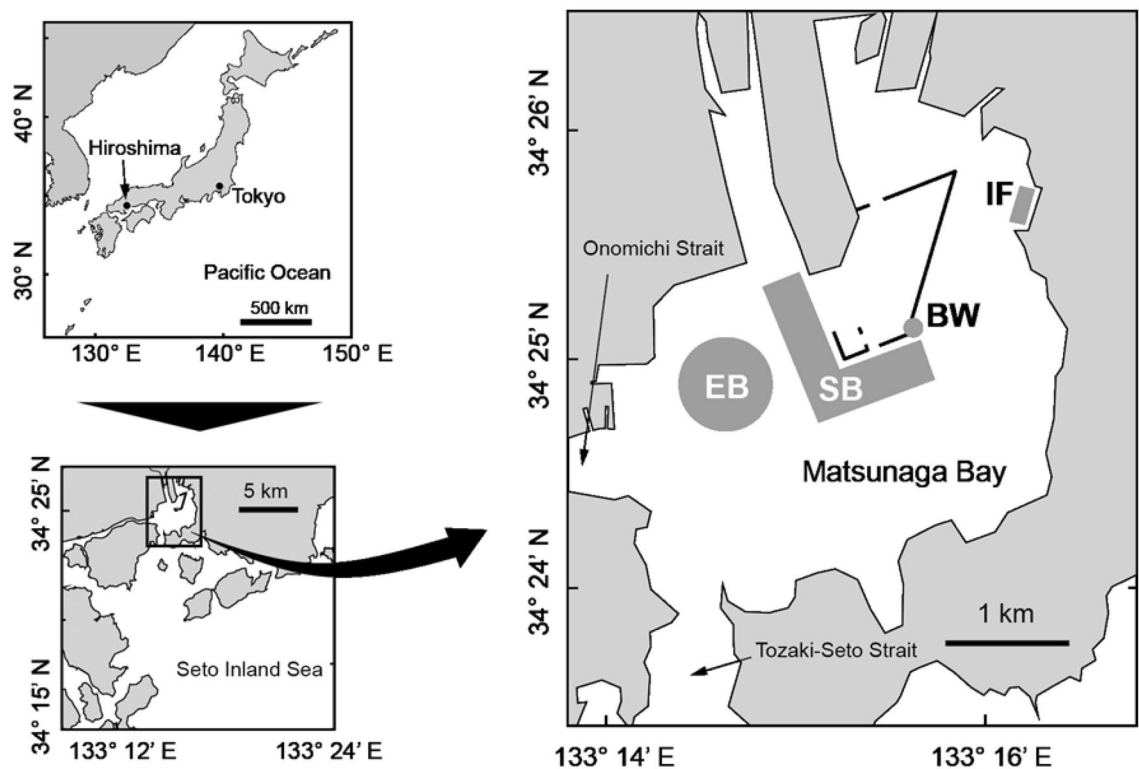 40° N
30° N
Hiroshima
Tokyo
Pacific Ocean
500 km
130° E
140° E
150° E
34° 25' N
34° 15' N
5 km
Seto Inland Sea
133° 12' E
133° 24' E
34° 26' N
34° 25' N
34° 24' N
IF
Onomichi Strait
BW
EB
SB
Matsunaga Bay
1 km
Tozaki-Seto Strait
133° 14' E
133° 16' E